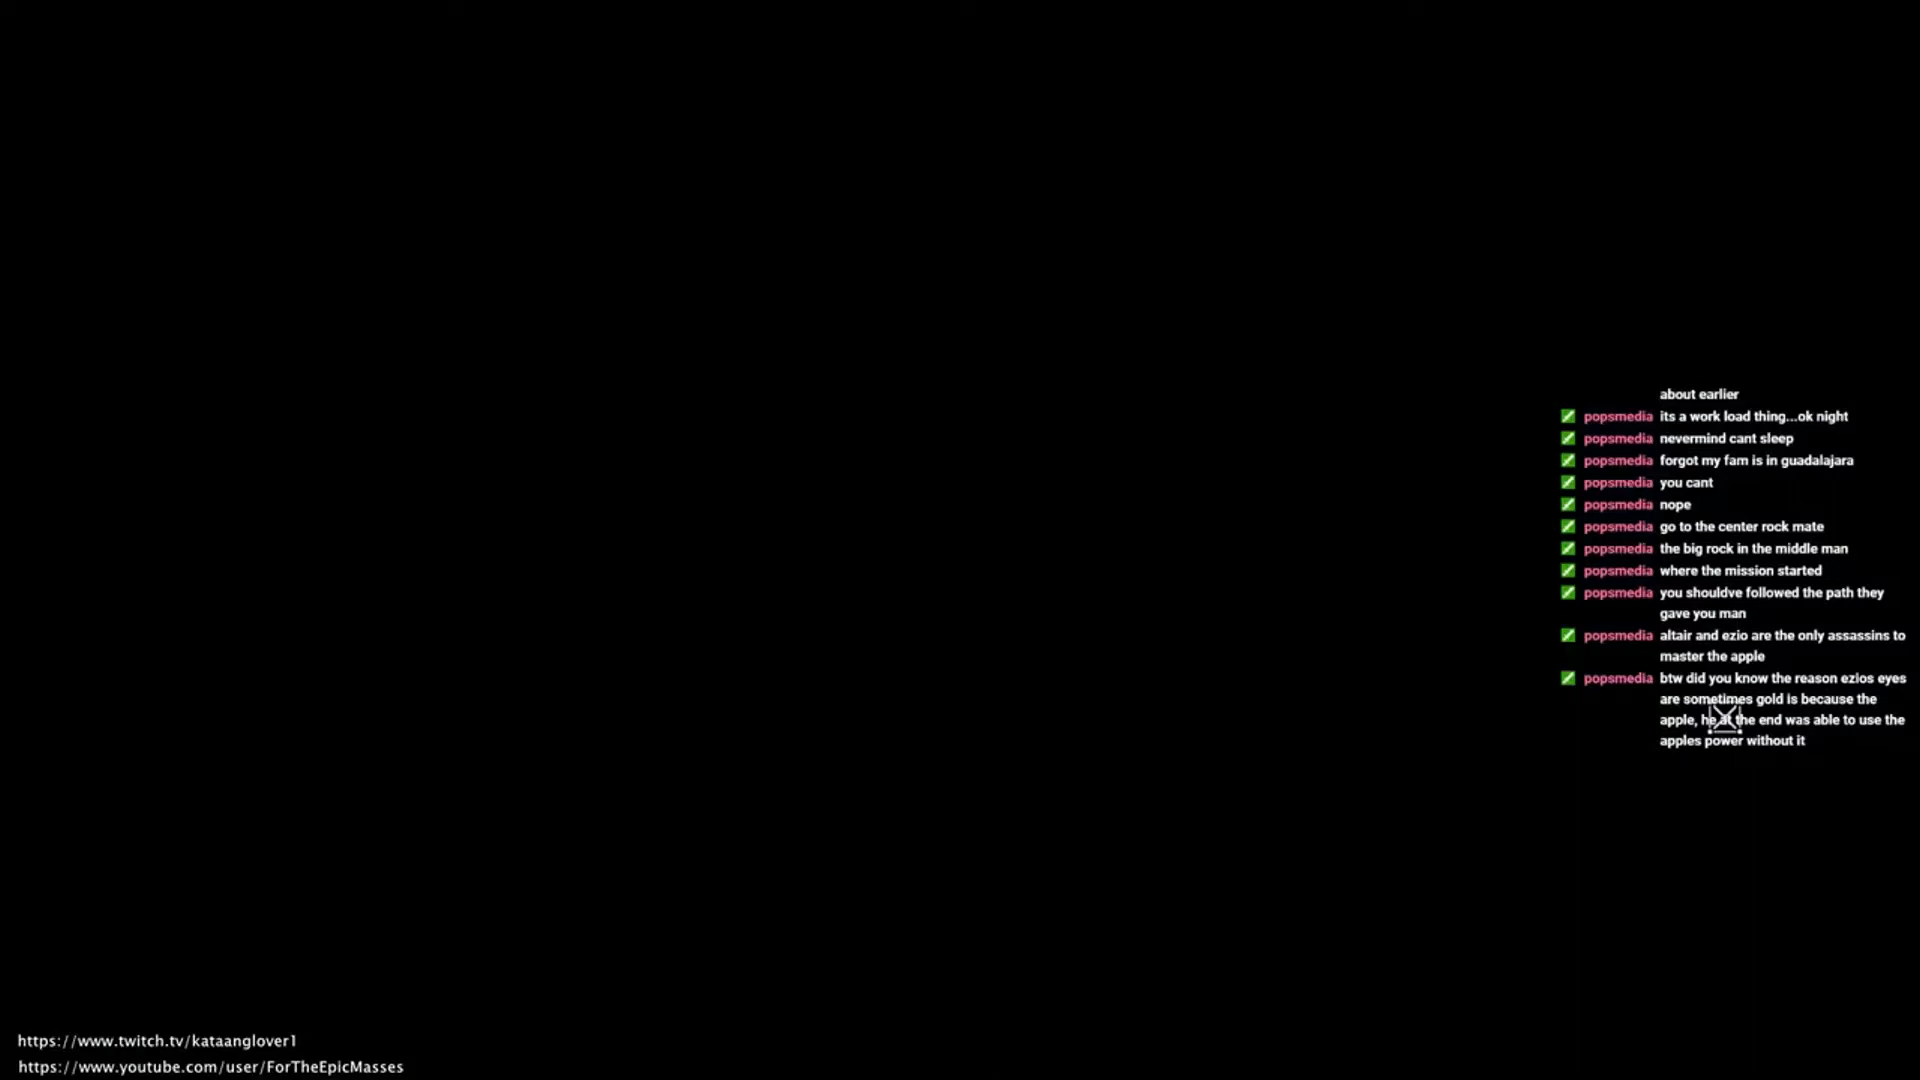 about earlier
popsmedia its a work load thing...ok night
popsmedia nevermind cant sleep
popsmedia forgot my fam is in guadalajara
popsmedia you cant
popsmedia nope
popsmedia go to the center rock mate
popsmedia the big rock in the middle man
popsmedia where the mission started
popsmedia you shouldve followed the path they
gave you man
popsmedia altair and ezio are the only assassins to
master the apple
popsmedia btw did you know the reason ezios eyes
are sometimes gold is because the
apple, he at the end was able to use the
apples power without it
https://www.twitch.tv/kataanglover1
https://www.youtube.com/user/ForTheEpicMasses